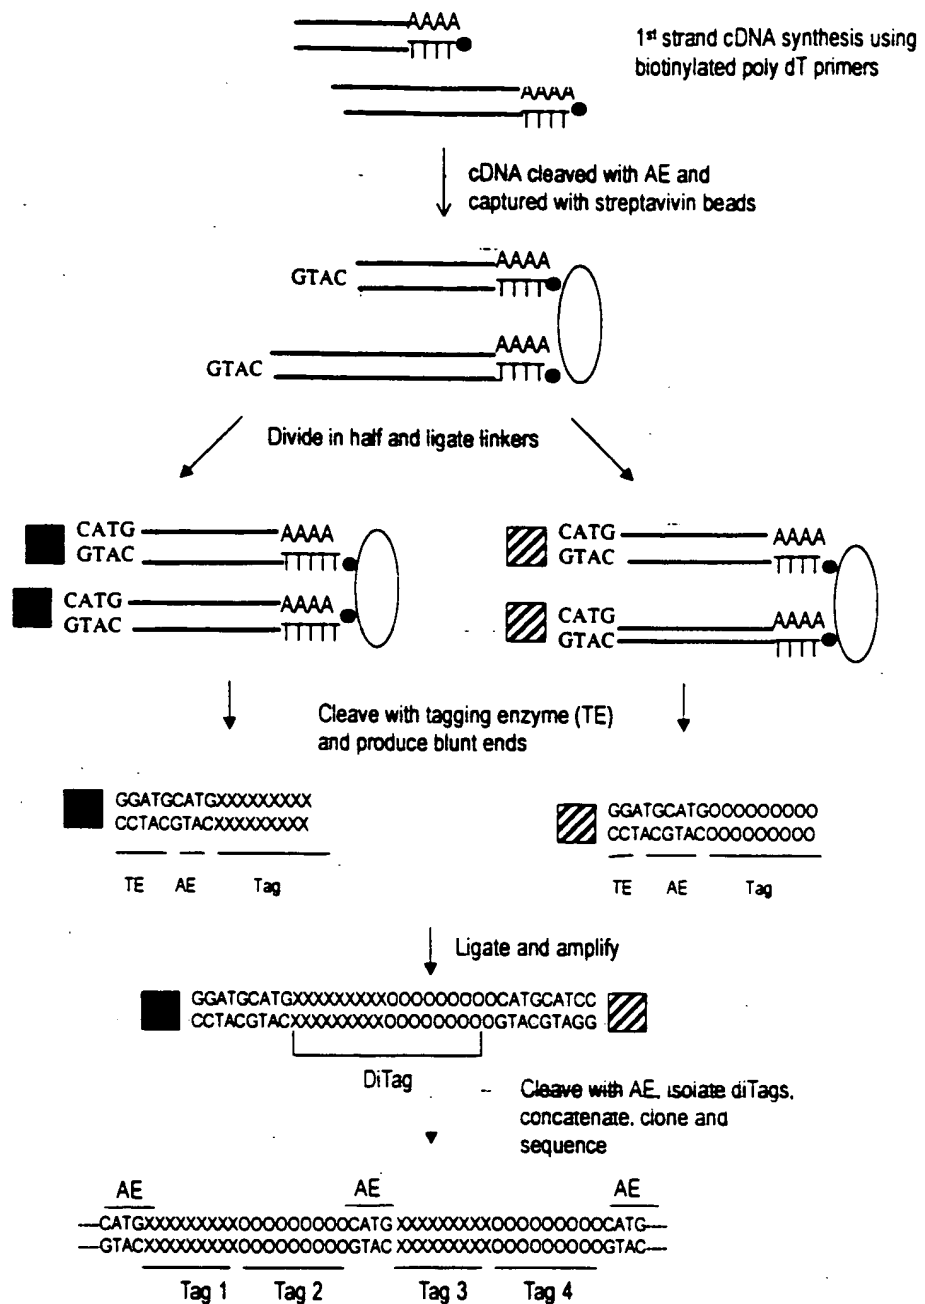 AAAA
TTTT
1st strand cDNA synthesis using
biotinylated poly dT primers
AAAA
TTTT
cDNA cleaved with AE and
captured with streptavivin beads
AAAA
GTAC
TTTT
AAAA
GTAC
TTTT
Divide in half and ligate linkers
CATG AAAA
GTAC TTTTT
CATG AAAA
GTAC TTTTT
CATG AAAA
GTAC TTTT
CATG AAAA
GTAC TTTT
Cleave with tagging enzyme (TE)
and produce blunt ends
GGATGCATGXXXXXXXXX
CCTACGTACXXXXXXXXX
TE AE Tag
GGATGCATGOOOOOOOOO
CCTACGTACOOOOOOOOO
TE AE Tag
Ligate and amplify
GGATGCATGXXXXXXXXXOOOOOOOOOCATGCATCC
CCTACGTACXXXXXXXXXOOOOOOOOOGTACGTAGG
DiTag
Cleave with AE, isolate diTags,
concatenate, clone and
sequence
AE AE AE
—CATGXXXXXXXXXOOOOOOOOOCATGXXXXXXXXXOOOOOOOOOCATG—
—GTACXXXXXXXXXOOOOOOOOOGTACXXXXXXXXXOOOOOOOOOGTAC—
Tag 1 Tag 2 Tag 3 Tag 4